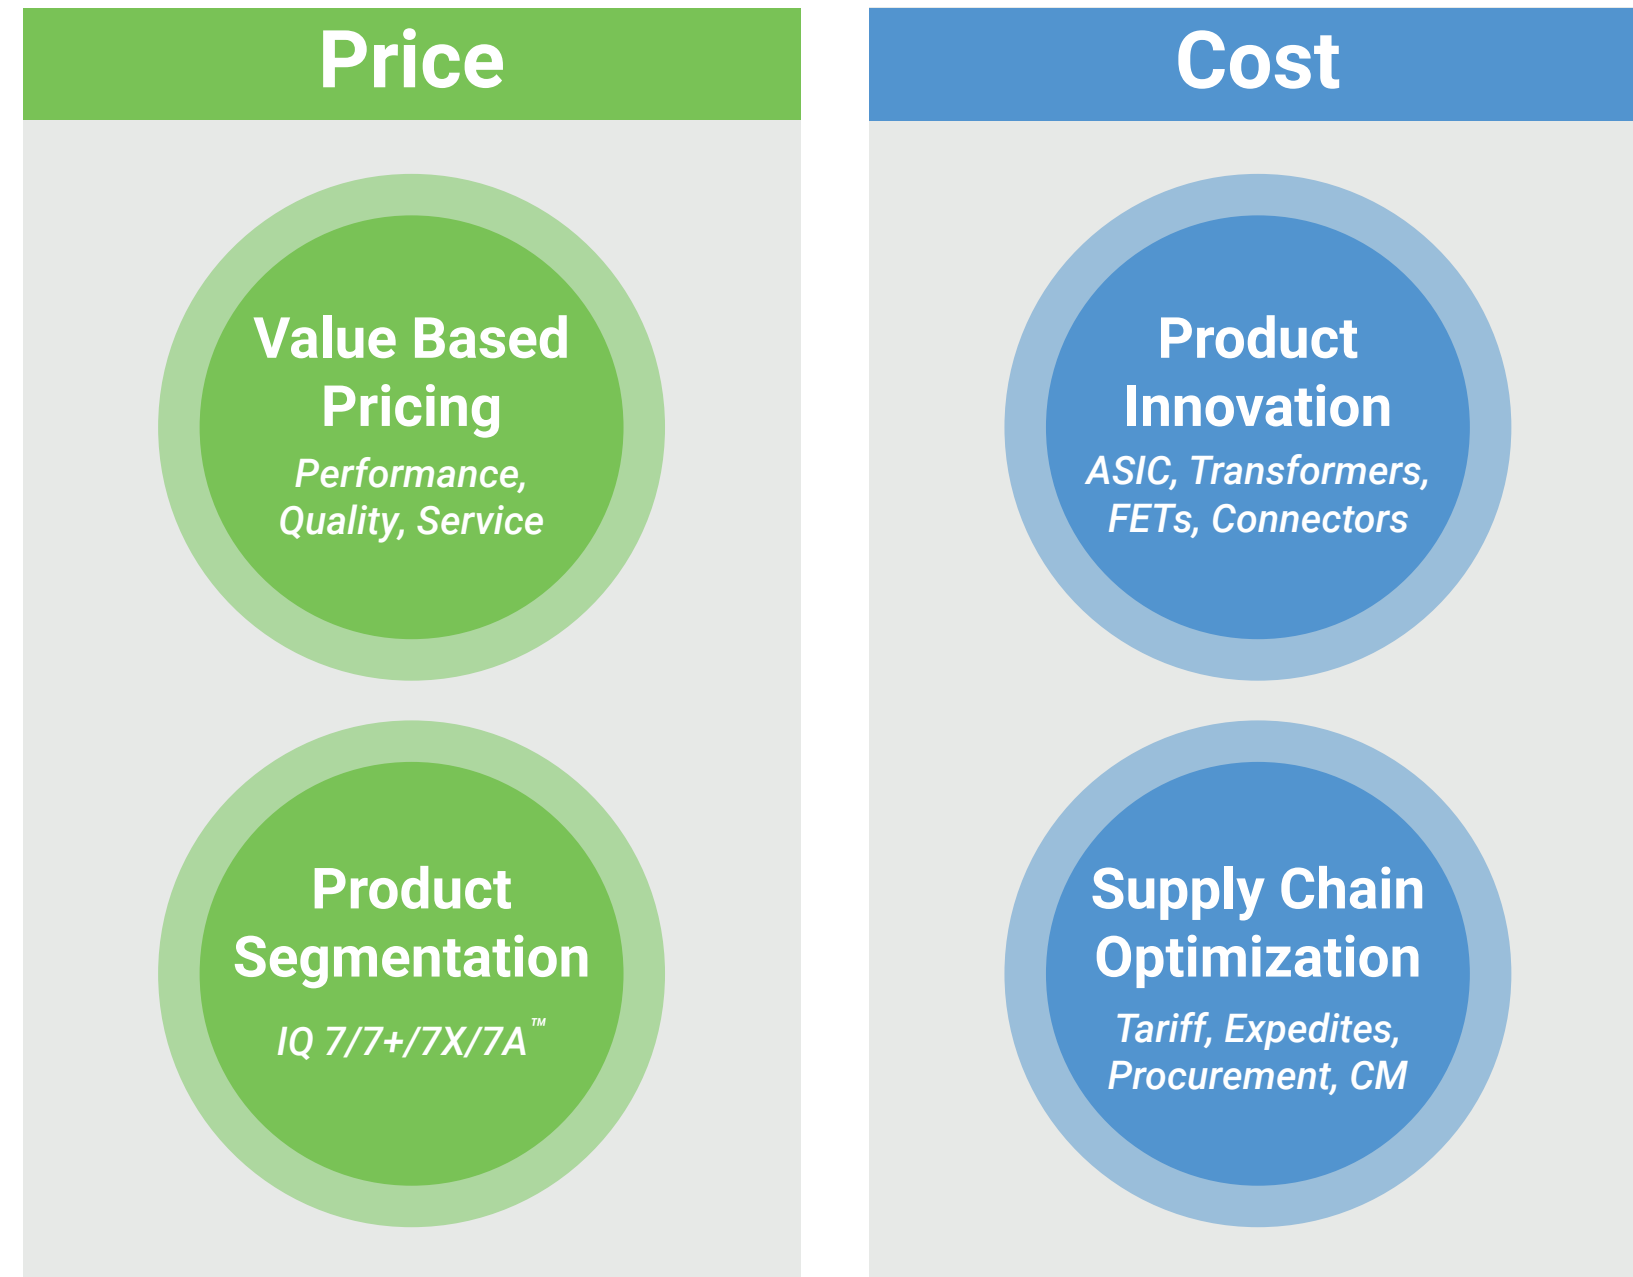 Price
Value Based
Pricing
Performance,
Quality, Service
Product
Segmentation
IQ 7/7+/7X/7A™
Cost
Product
Innovation
ASIC, Transformers,
FETs, Connectors
Supply Chain
Optimization
Tariff, Expedites,
Procurement, CM